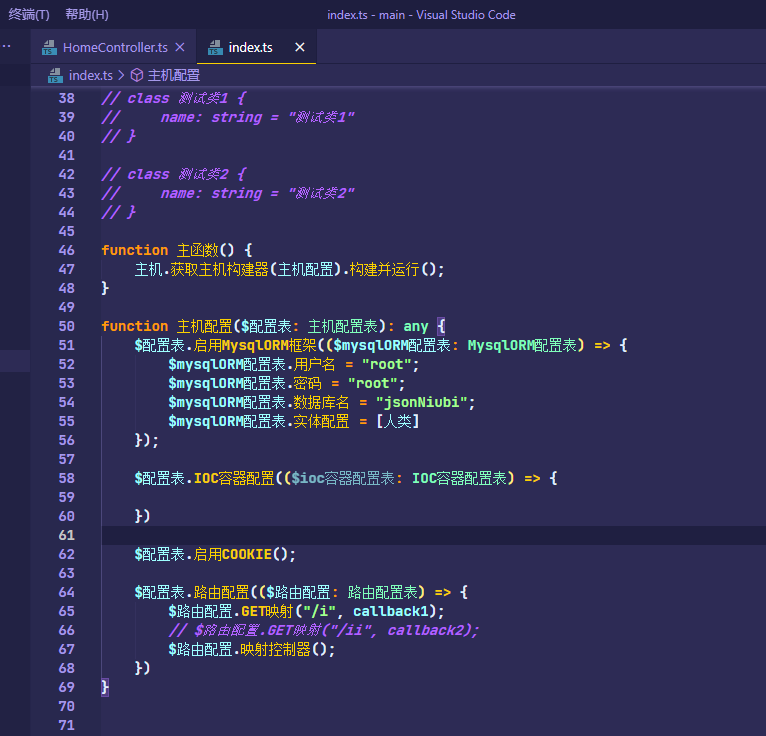 终端(T) 帮助(H) index.ts - main - Visual Studio Code
HomeController.ts index.ts
index.ts > 主机配置
38 // class 测试类1 {
39 //     name: string = "测试类1"
40 // }
41
42 // class 测试类2 {
43 //     name: string = "测试类2"
44 // }
45
46 function 主函数() {
47     主机.获取主机构建器(主机配置).构建并运行();
48 }
49
50 function 主机配置($配置表: 主机配置表): any {
51     $配置表.启用MysqlORM框架(($mysqlORM配置表: MysqlORM配置表) => {
52         $mysqlORM配置表.用户名 = "root";
53         $mysqlORM配置表.密码 = "root";
54         $mysqlORM配置表.数据库名 = "jsonNiubi";
55         $mysqlORM配置表.实体配置 = [人类]
56     });
57
58     $配置表.IOC容器配置(($ioc容器配置表: IOC容器配置表) => {
59
60     })
61
62     $配置表.启用COOKIE();
63
64     $配置表.路由配置(($路由配置: 路由配置表) => {
65         $路由配置.GET映射("/i", callback1);
66         // $路由配置.GET映射("/ii", callback2);
67         $路由配置.映射控制器();
68     })
69 }
70
71